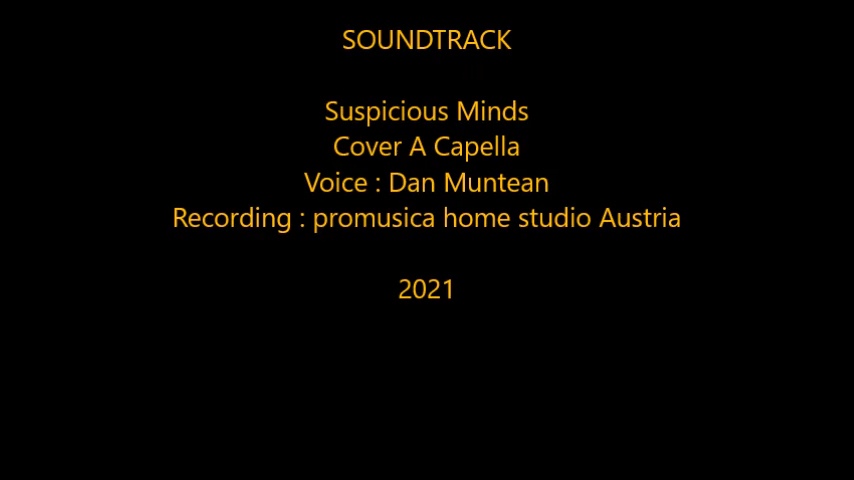 SOUNDTRACK
Suspicious Minds
Cover A Capella
Voice : Dan Muntean
Recording : promusica home studio Austria
2021